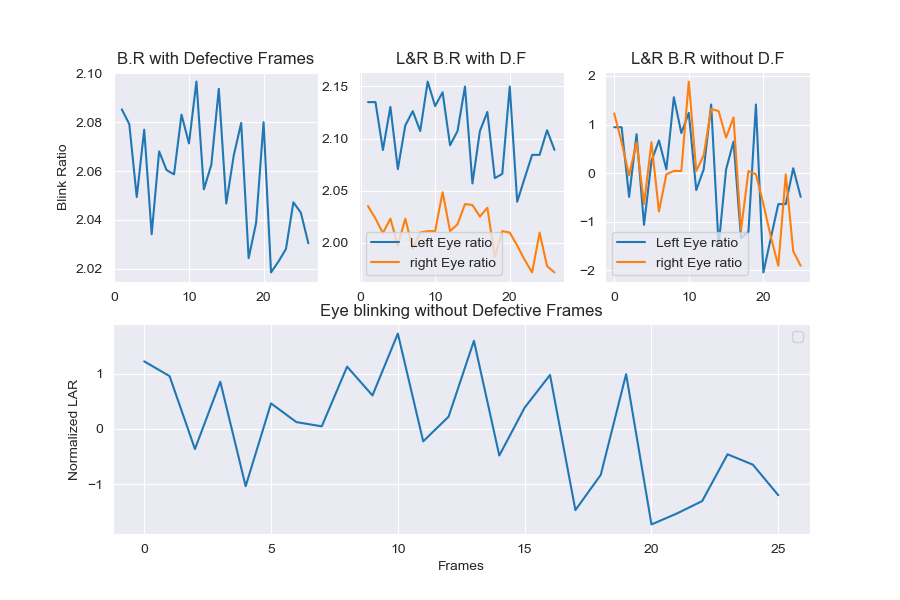 B.R with Defective Frames
L&R B.R with D.F
L&R B.R without D.F
Blink Ratio
2.10
2.08
2.06
2.04
2.02
0
10
20
2.15
2.10
2.05
2.00
0
10
20
Left Eye ratio
right Eye ratio
2
1
0
−1
−2
0
10
20
Left Eye ratio
right Eye ratio
Eye blinking without Defective Frames
Normalized LAR
1
0
−1
0
5
10
15
20
25
Frames